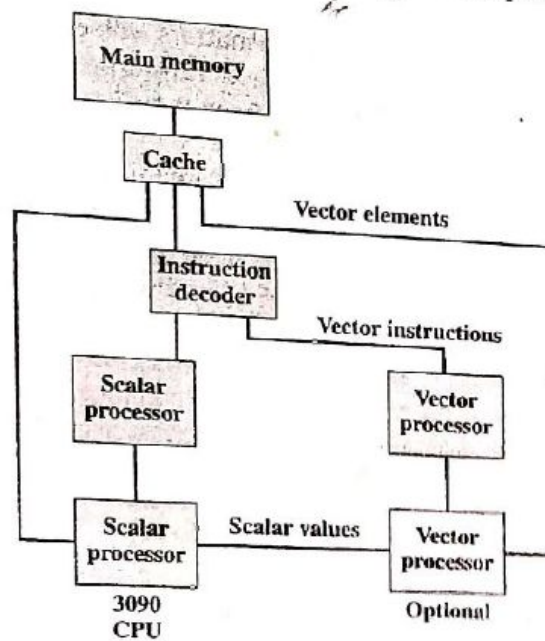 Main memory
Cache
Vector elements
Instruction
decoder
Vector instructions
Scalar
processor
Vector
processor
Scalar
processor
Scalar values
Vector
processor
3090
CPU
Optional